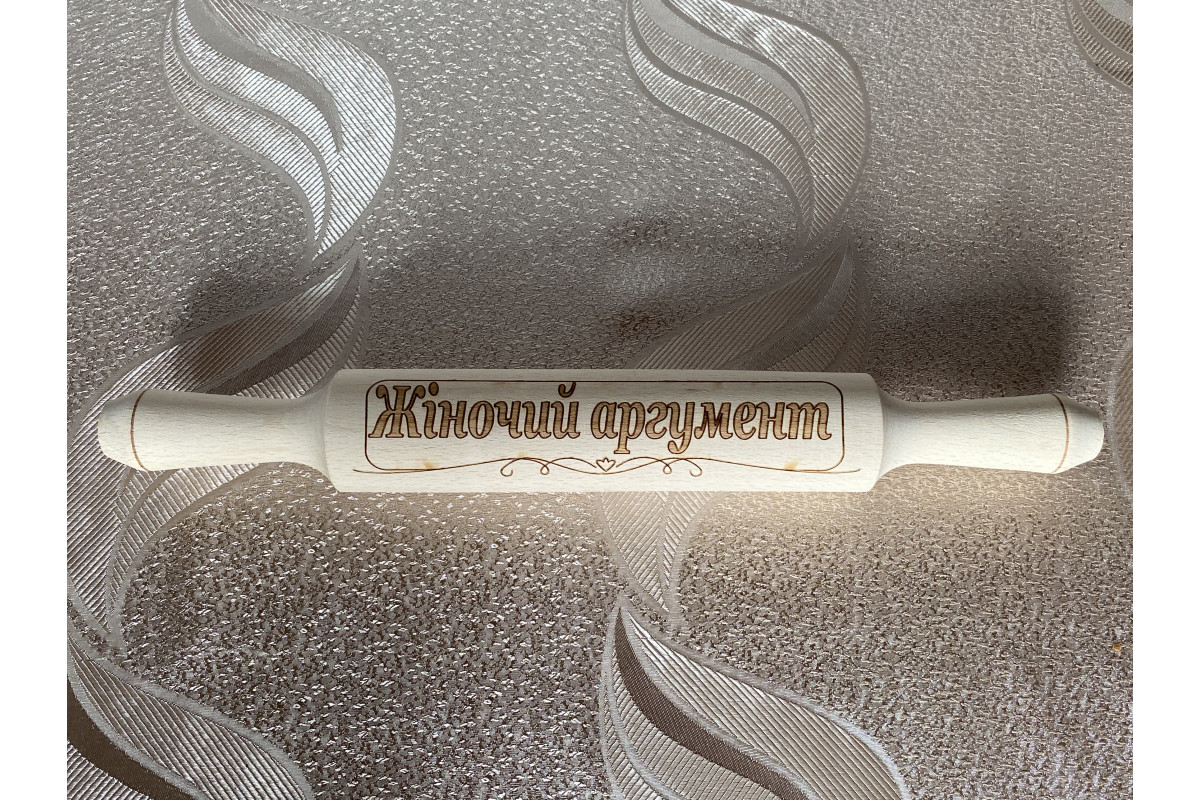 Жіночий аргумент